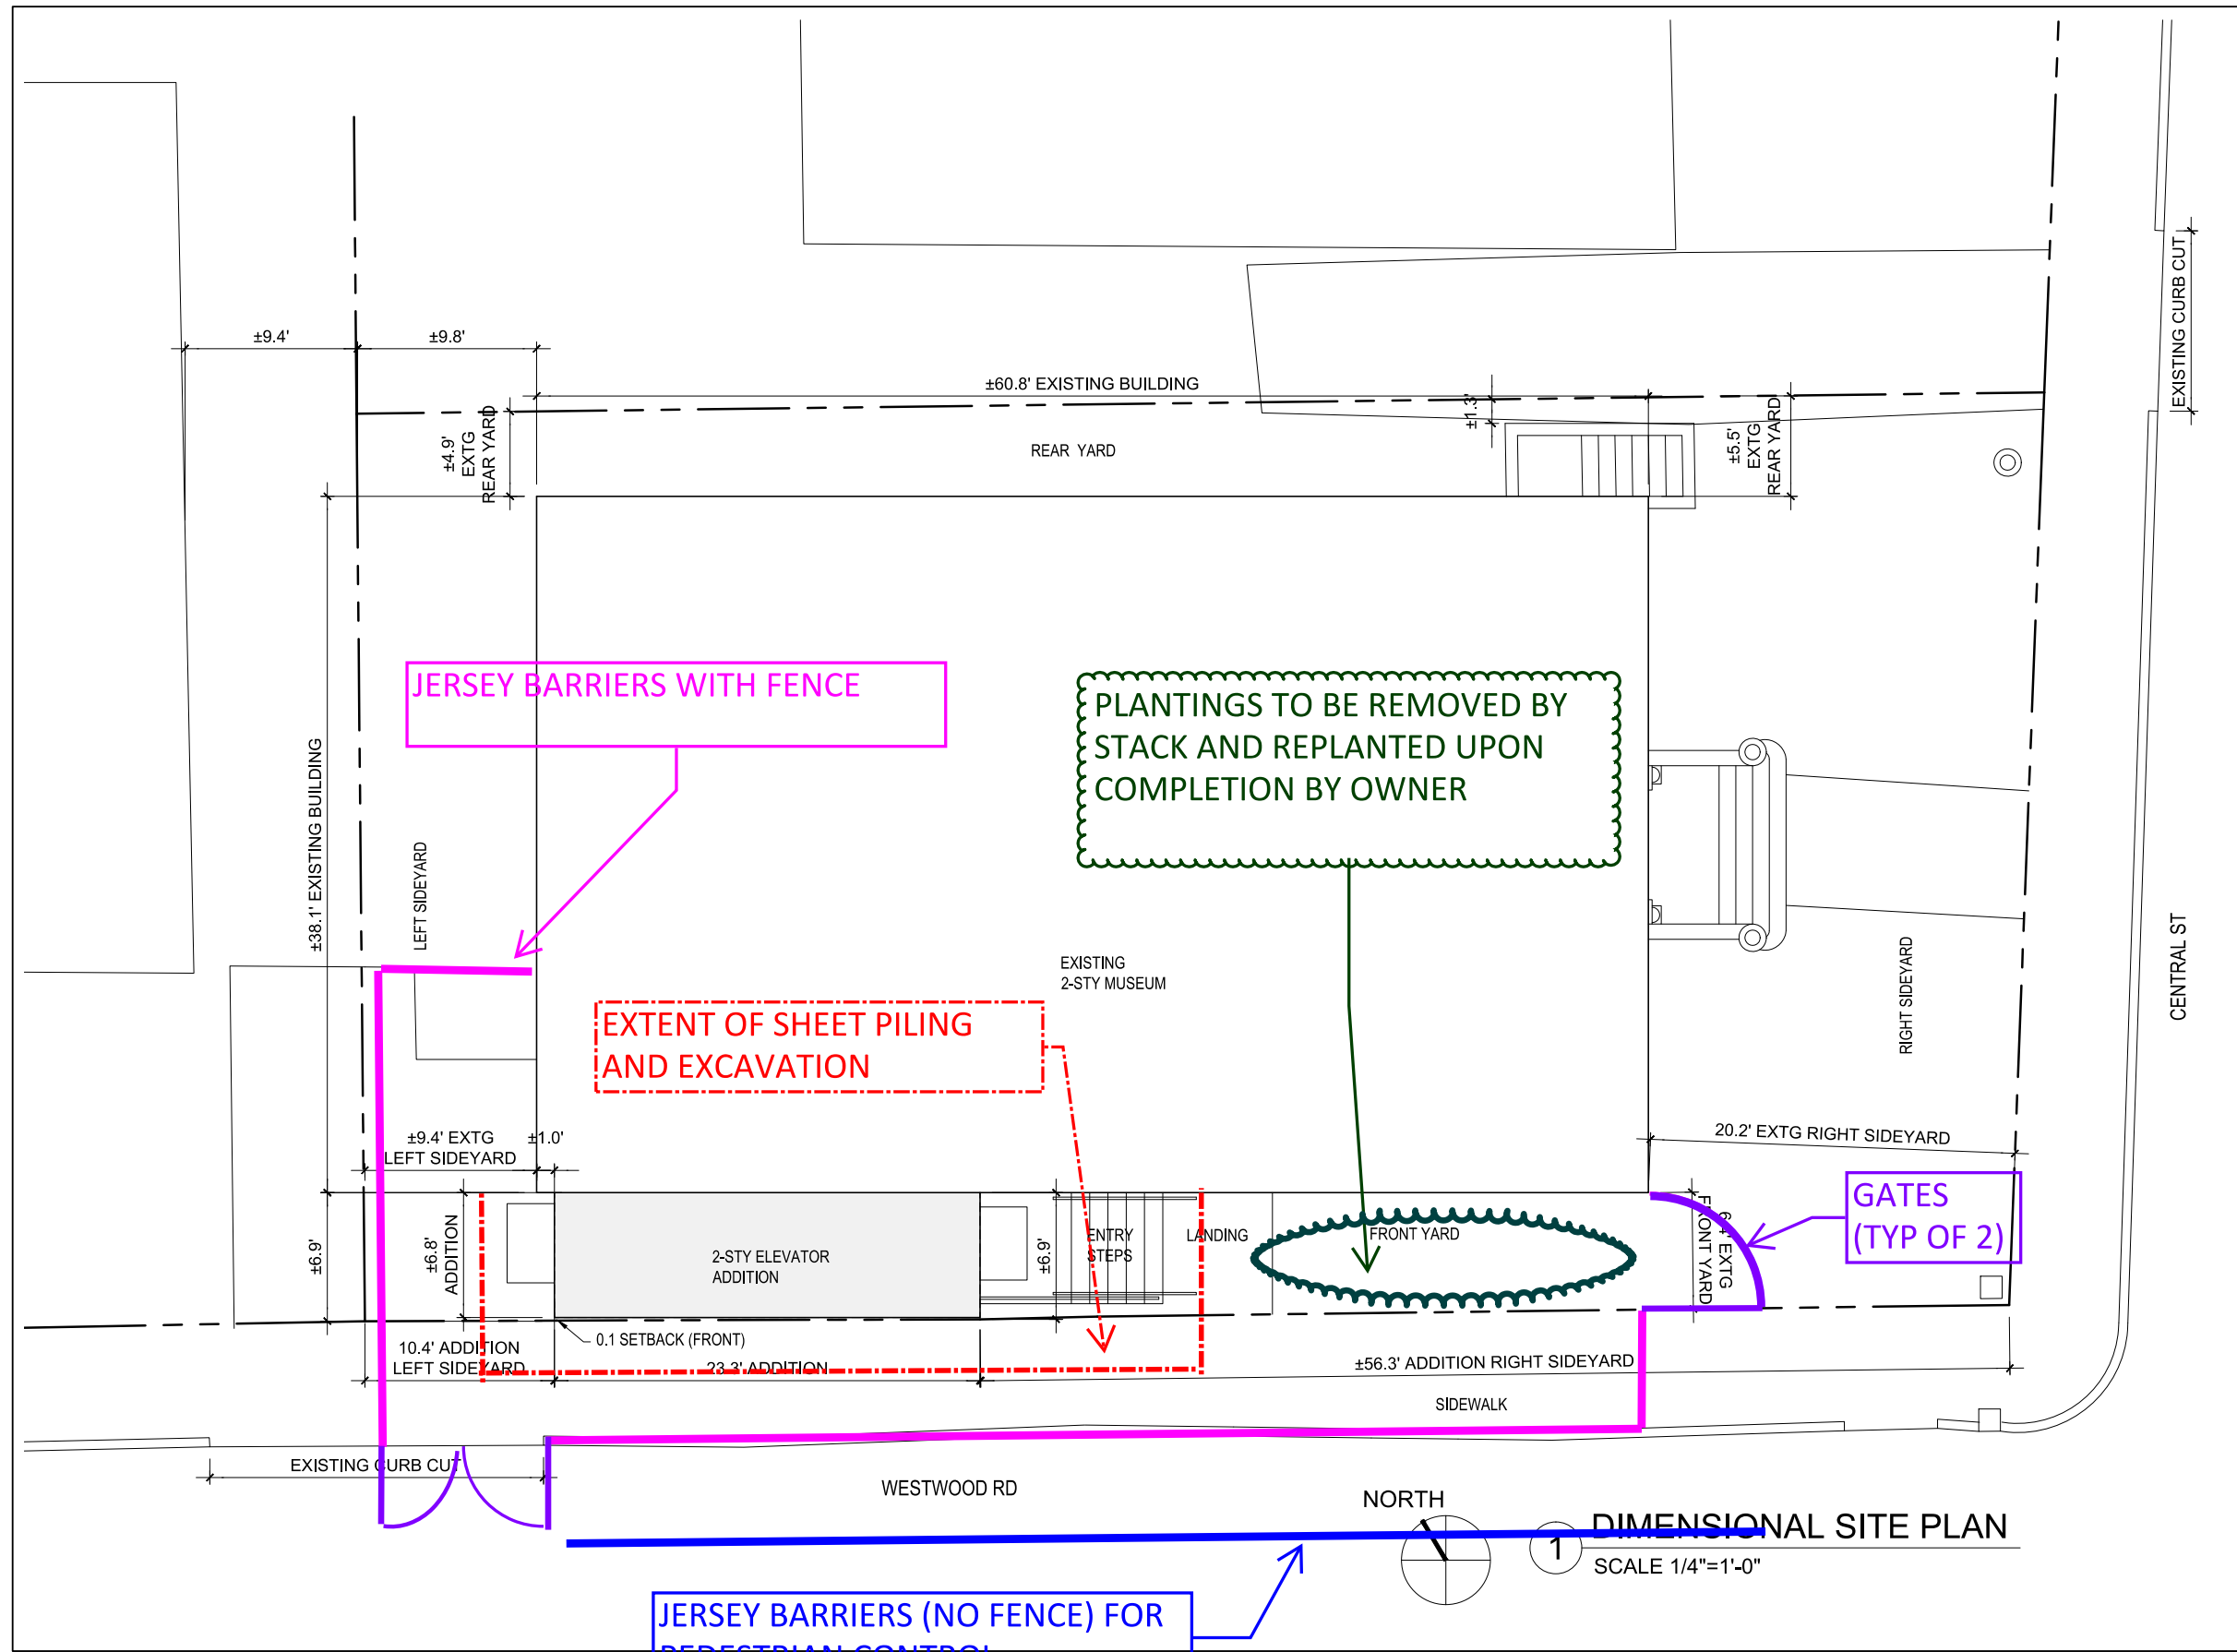 EXISTING CURB CUT
±9.4'
±9.8'
±60.8' EXISTING BUILDING
±1.3'
±4.9'
EXTG
REAR YARD
REAR YARD
±5.5'
EXTG
REAR YARD
JERSEY BARRIERS WITH FENCE
PLANTINGS TO BE REMOVED BY
STACK AND REPLANTED UPON
COMPLETION BY OWNER
±38.1' EXISTING BUILDING
LEFT SIDEYARD
EXISTING
2-STY MUSEUM
RIGHT SIDEYARD
CENTRAL ST
EXTENT OF SHEET PILING
AND EXCAVATION
±9.4' EXTG
LEFT SIDEYARD
±1.0'
20.2' EXTG RIGHT SIDEYARD
GATES
(TYP OF 2)
±6.9'
±6.8'
ADDITION
2-STY ELEVATOR
ADDITION
±6.9'
ENTRY
STEPS
LANDING
FRONT YARD
EXTG
FRONT YARD
0.1 SETBACK (FRONT)
10.4' ADDITION
LEFT SIDEYARD
23.3' ADDITION
±56.3' ADDITION RIGHT SIDEYARD
SIDEWALK
EXISTING CURB CUT
WESTWOOD RD
NORTH
1
DIMENSIONAL SITE PLAN
SCALE 1/4"=1'-0"
JERSEY BARRIERS (NO FENCE) FOR
PEDESTRIAN CONTROL